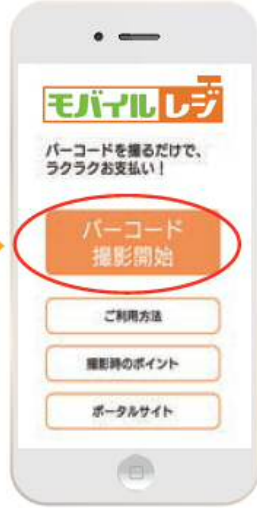 モバイルレジ
バーコードを撮るだけで、
ラクラクお支払い！
バーコード
撮影開始
ご利用方法
撮影時のポイント
ポータルサイト